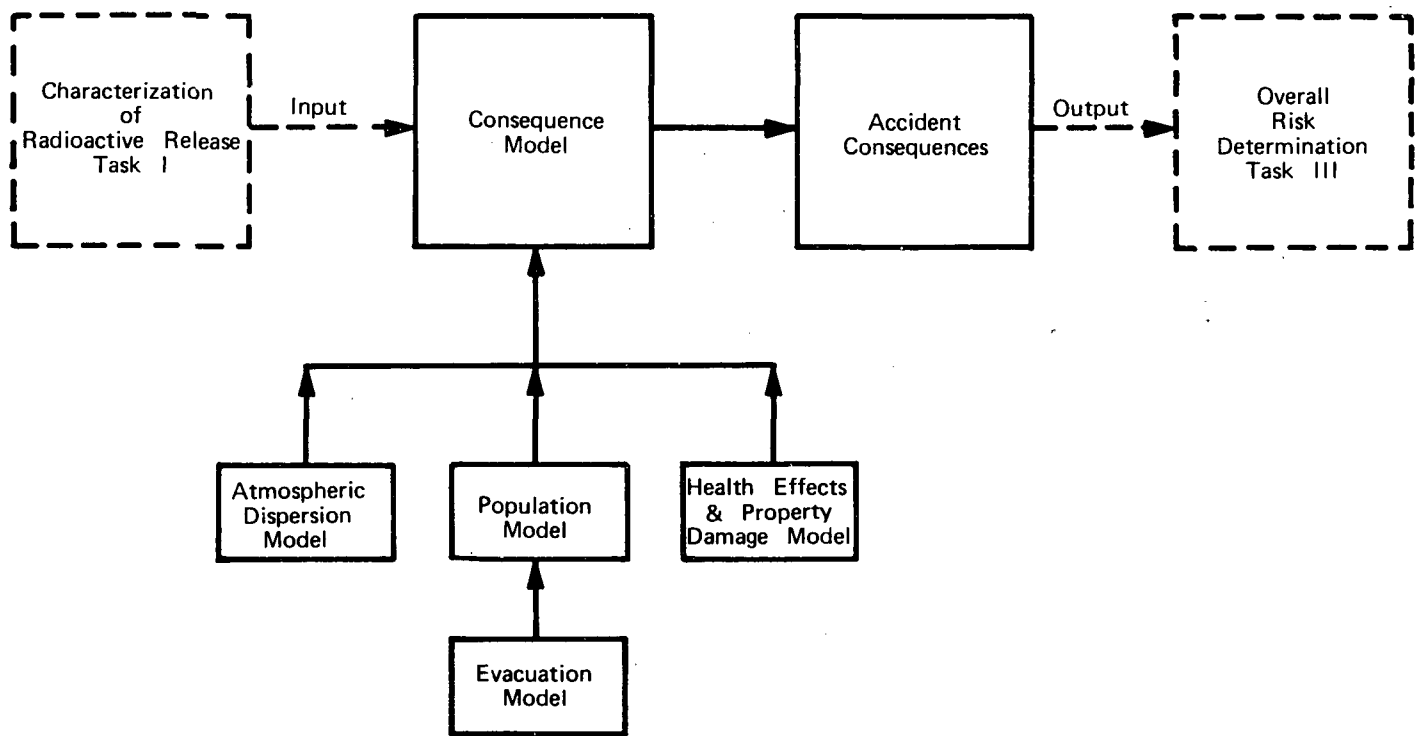 Characterization
of
Radioactive Release
Task I
Input
Consequence
Model
Accident
Consequences
Output
Overall
Risk
Determination
Task III
Atmospheric
Dispersion
Model
Population
Model
Health Effects
& Property
Damage Model
Evacuation
Model